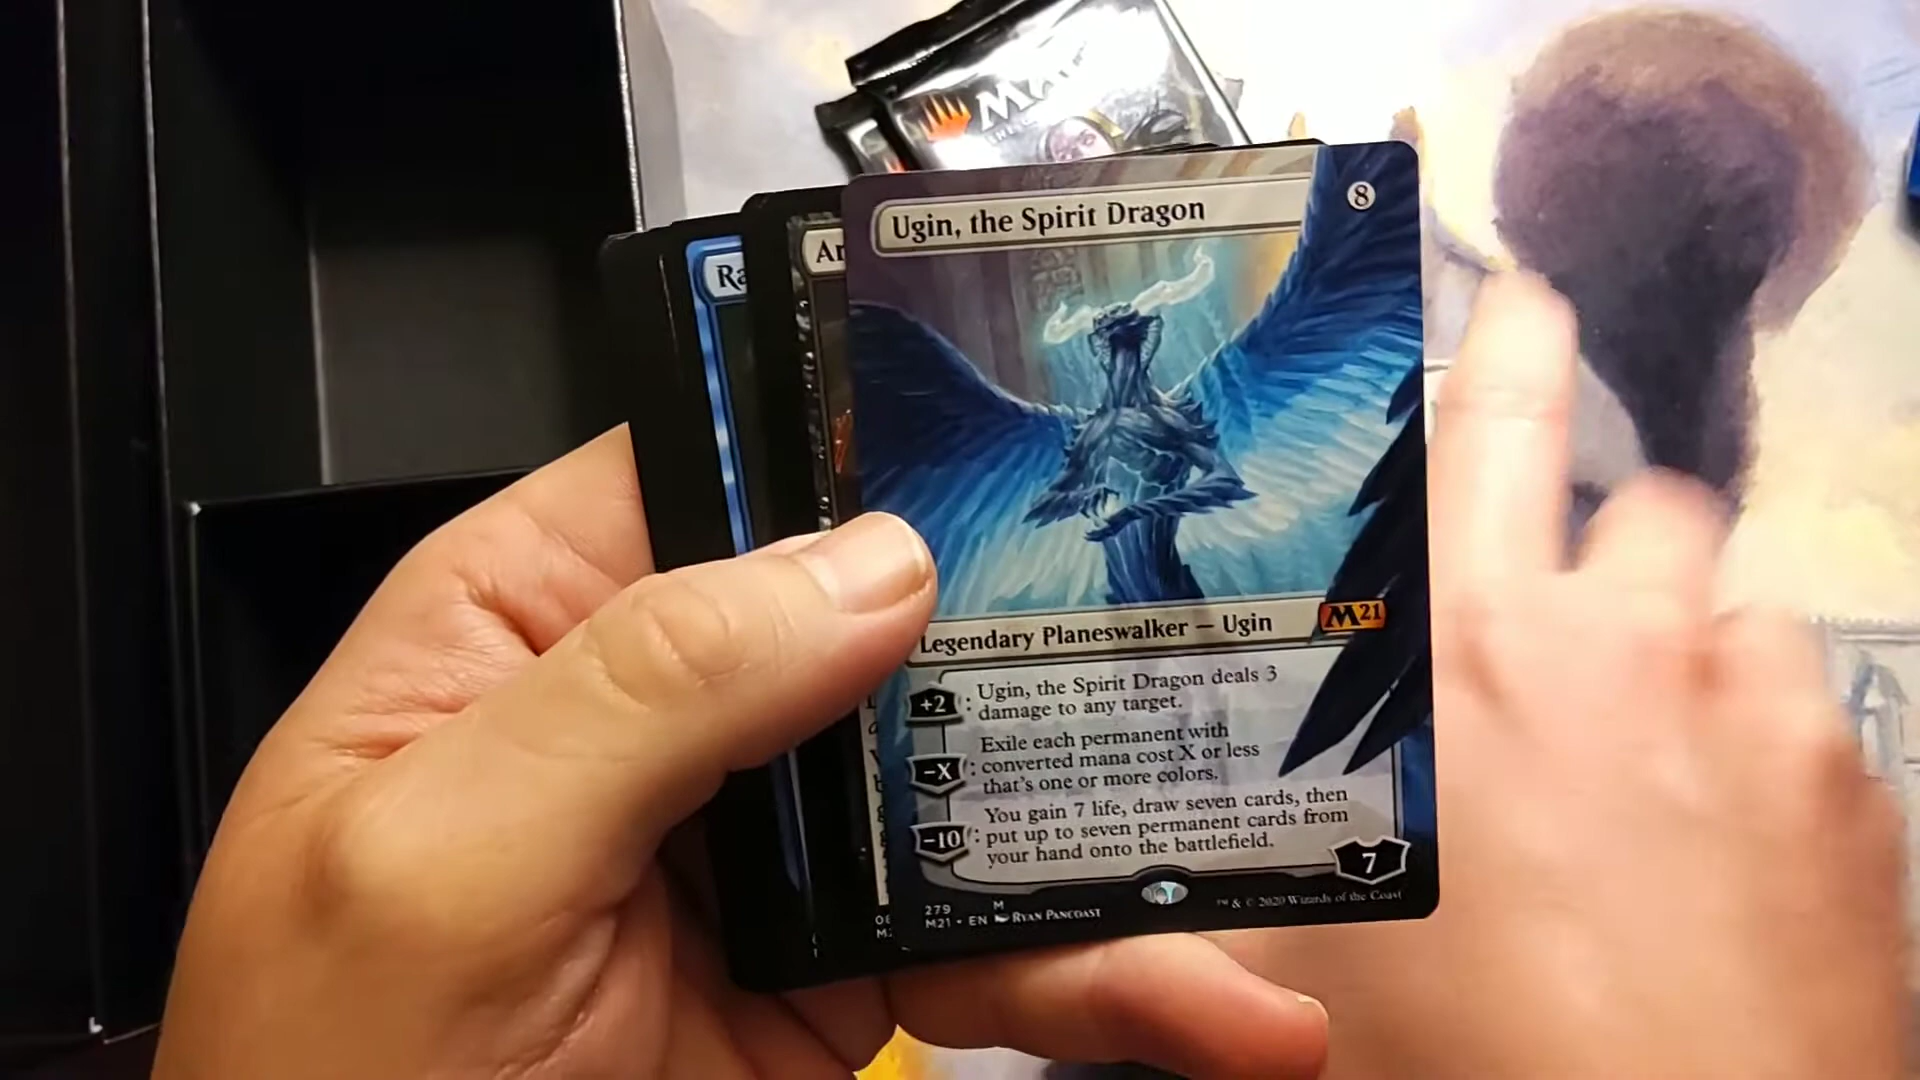 Ugin, the Spirit Dragon
8
Legendary Planeswalker — Ugin
M21
+2: Ugin, the Spirit Dragon deals 3
damage to any target.
Exile each permanent with
-X: converted mana cost X or less
that's one or more colors.
You gain 7 life, draw seven cards, then
-10: put up to seven permanent cards from
your hand onto the battlefield.
7
279 M
M21 • EN RYAN PANCOAST
™ & © 2020 Wizards of the Coast